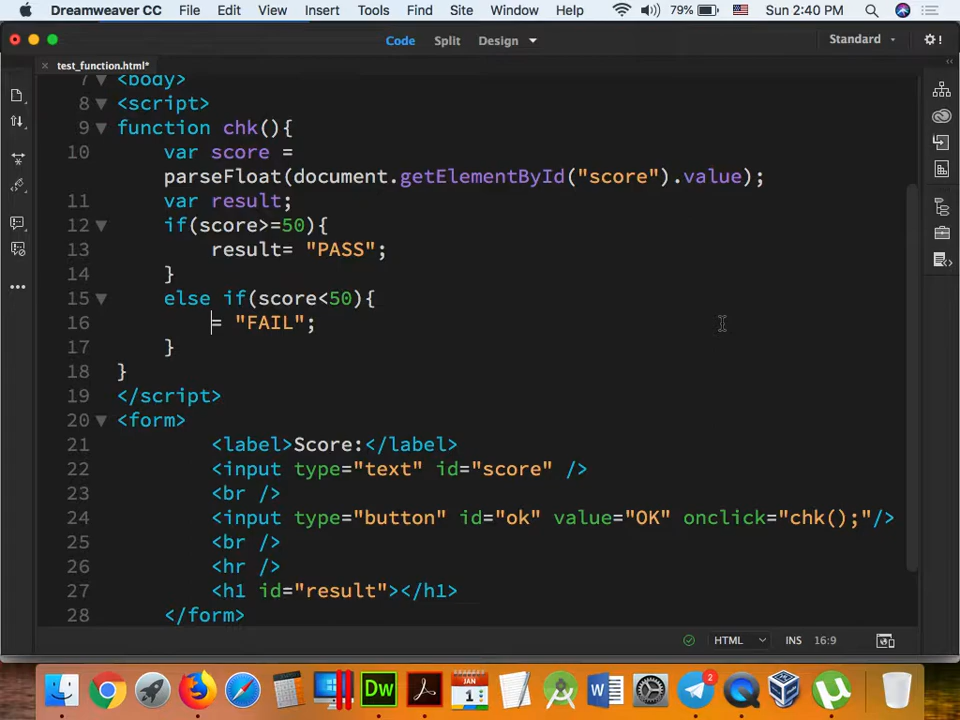 Dreamweaver CC File Edit View Insert Tools Find Site Window Help 79% Sun 2:40 PM
Code Split Design Standard
test_function.html*
7 <body>
8 <script>
9 function chk(){
10 var score =
parseFloat(document.getElementById("score").value);
11 var result;
12 if(score>=50){
13 result= "PASS";
14 }
15 else if(score<50){
16 = "FAIL";
17 }
18 }
19 </script>
20 <form>
21 <label>Score:</label>
22 <input type="text" id="score" />
23 <br />
24 <input type="button" id="ok" value="OK" onclick="chk();"/>
25 <br />
26 <hr />
27 <h1 id="result"></h1>
28 </form>
HTML INS 16:9
Dw JAN 1 W 2